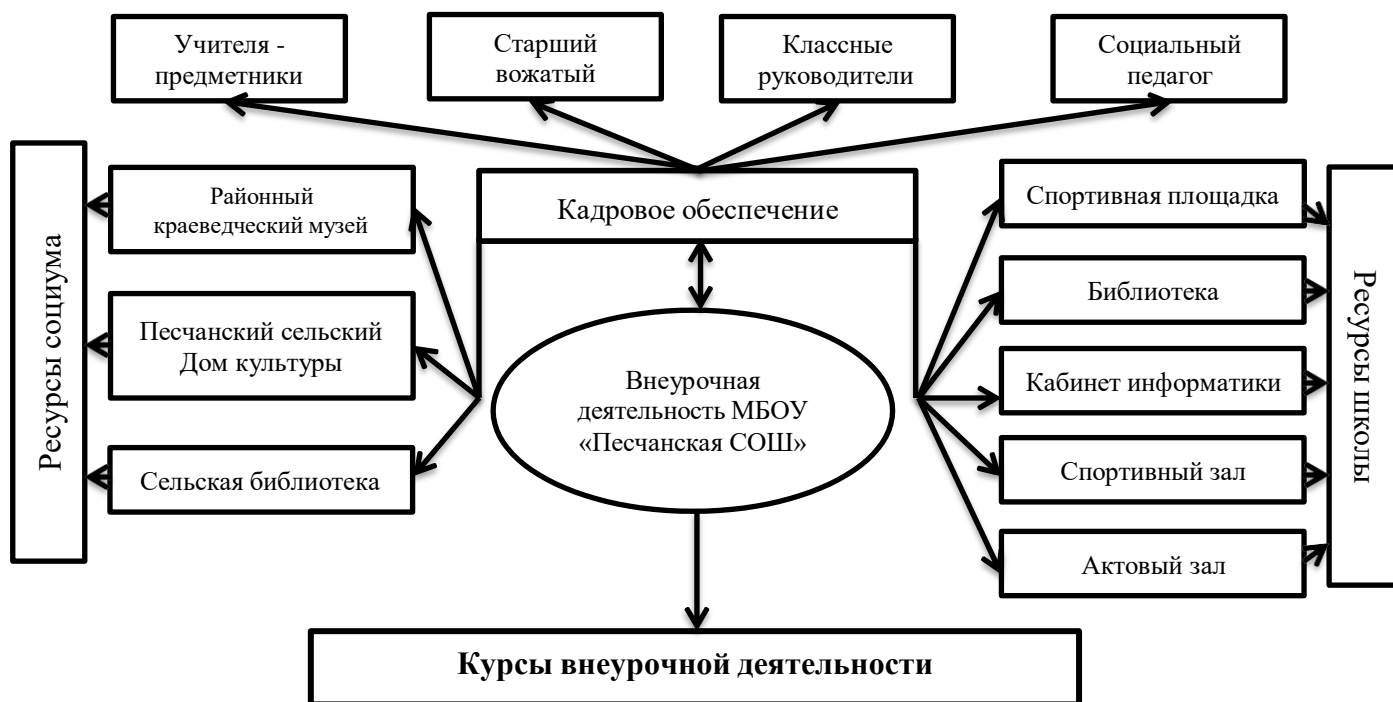 Учителя -
предметники
Старший
вожатый
Классные
руководители
Социальный
педагог
Ресурсы социума
Районный
краеведческий музей
Песчанский сельский
Дом культуры
Сельская библиотека
Кадровое обеспечение
Внеурочная
деятельность МБОУ
«Песчанская СОШ»
Спортивная площадка
Библиотека
Кабинет информатики
Спортивный зал
Актовый зал
Ресурсы школы
Курсы внеурочной деятельности